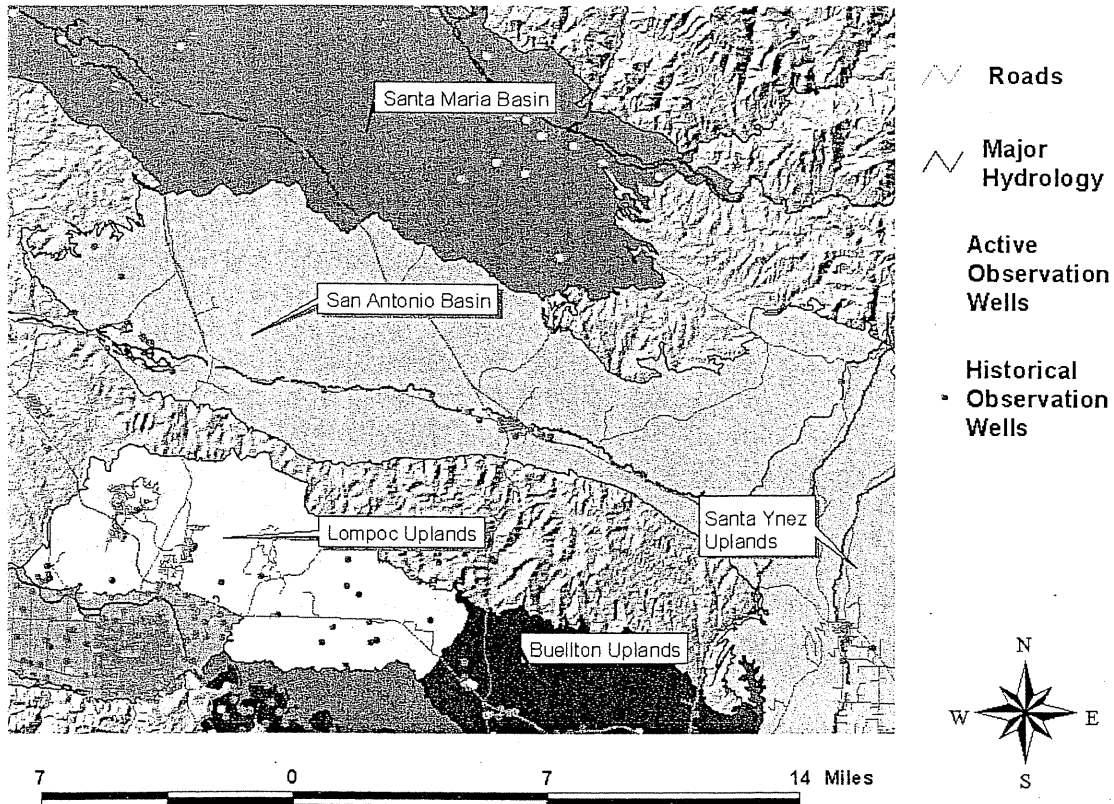 Santa Maria Basin
San Antonio Basin
Lompoc Uplands
Santa Ynez
Uplands
Buellton Uplands
Roads
Major
Hydrology
Active
Observation
Wells
Historical
Observation
Wells
N
W E
S
7 0 7 14 Miles